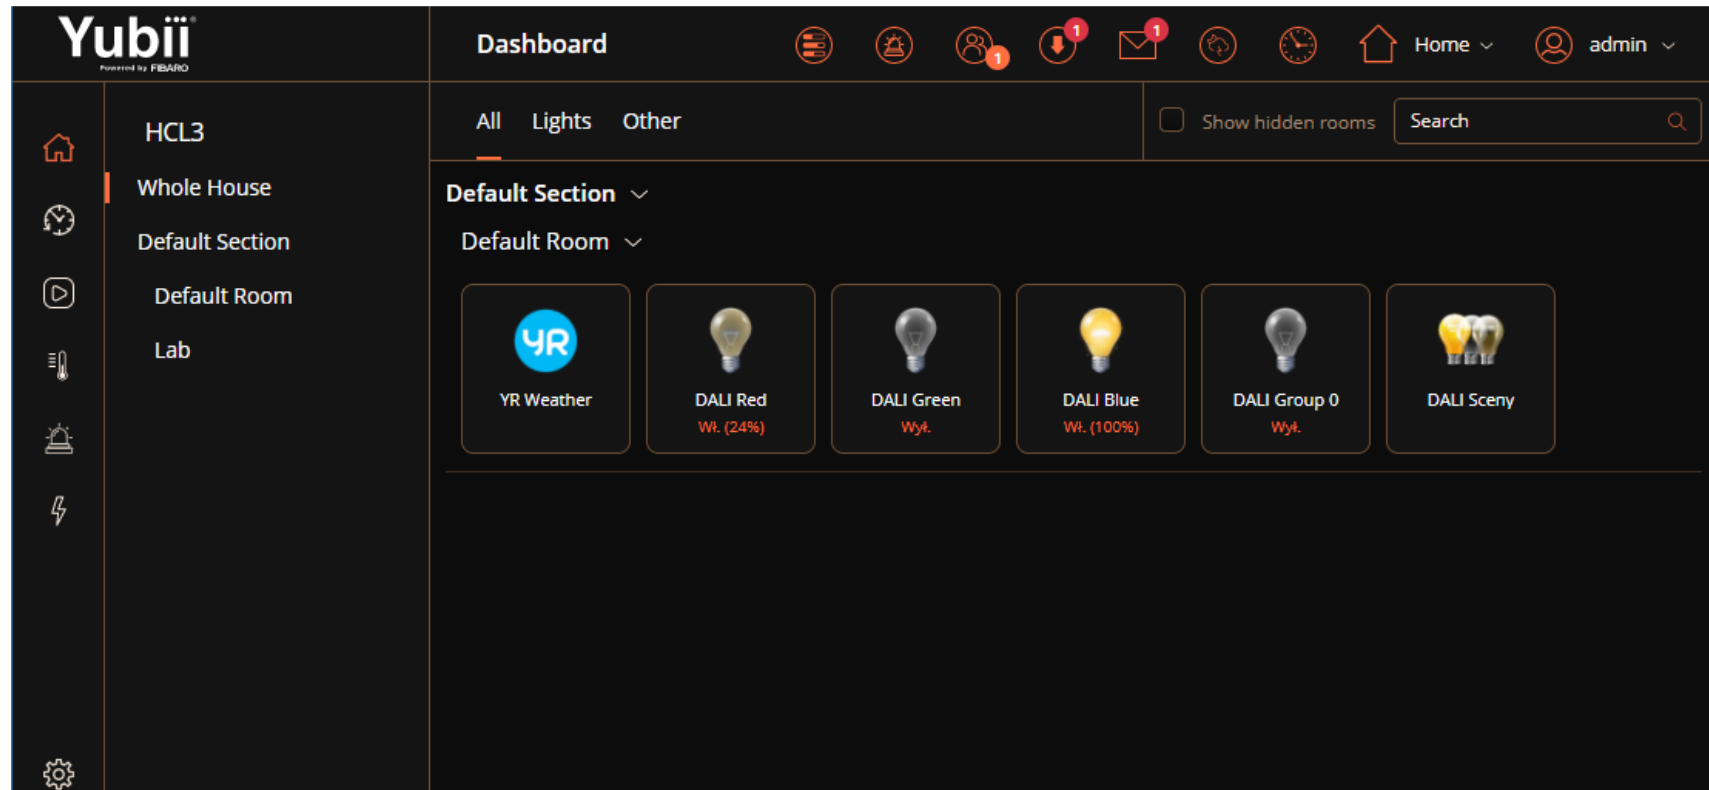 Yubii
Powered by FIBARO
Dashboard
1
1
1
Home
admin
HCL3
Whole House
Default Section
Default Room
Lab
All Lights Other
Show hidden rooms
Search
Default Section
Default Room
YR
YR Weather
DALI Red
Wł. (24%)
DALI Green
Wył.
DALI Blue
Wł. (100%)
DALI Group 0
Wył.
DALI Sceny